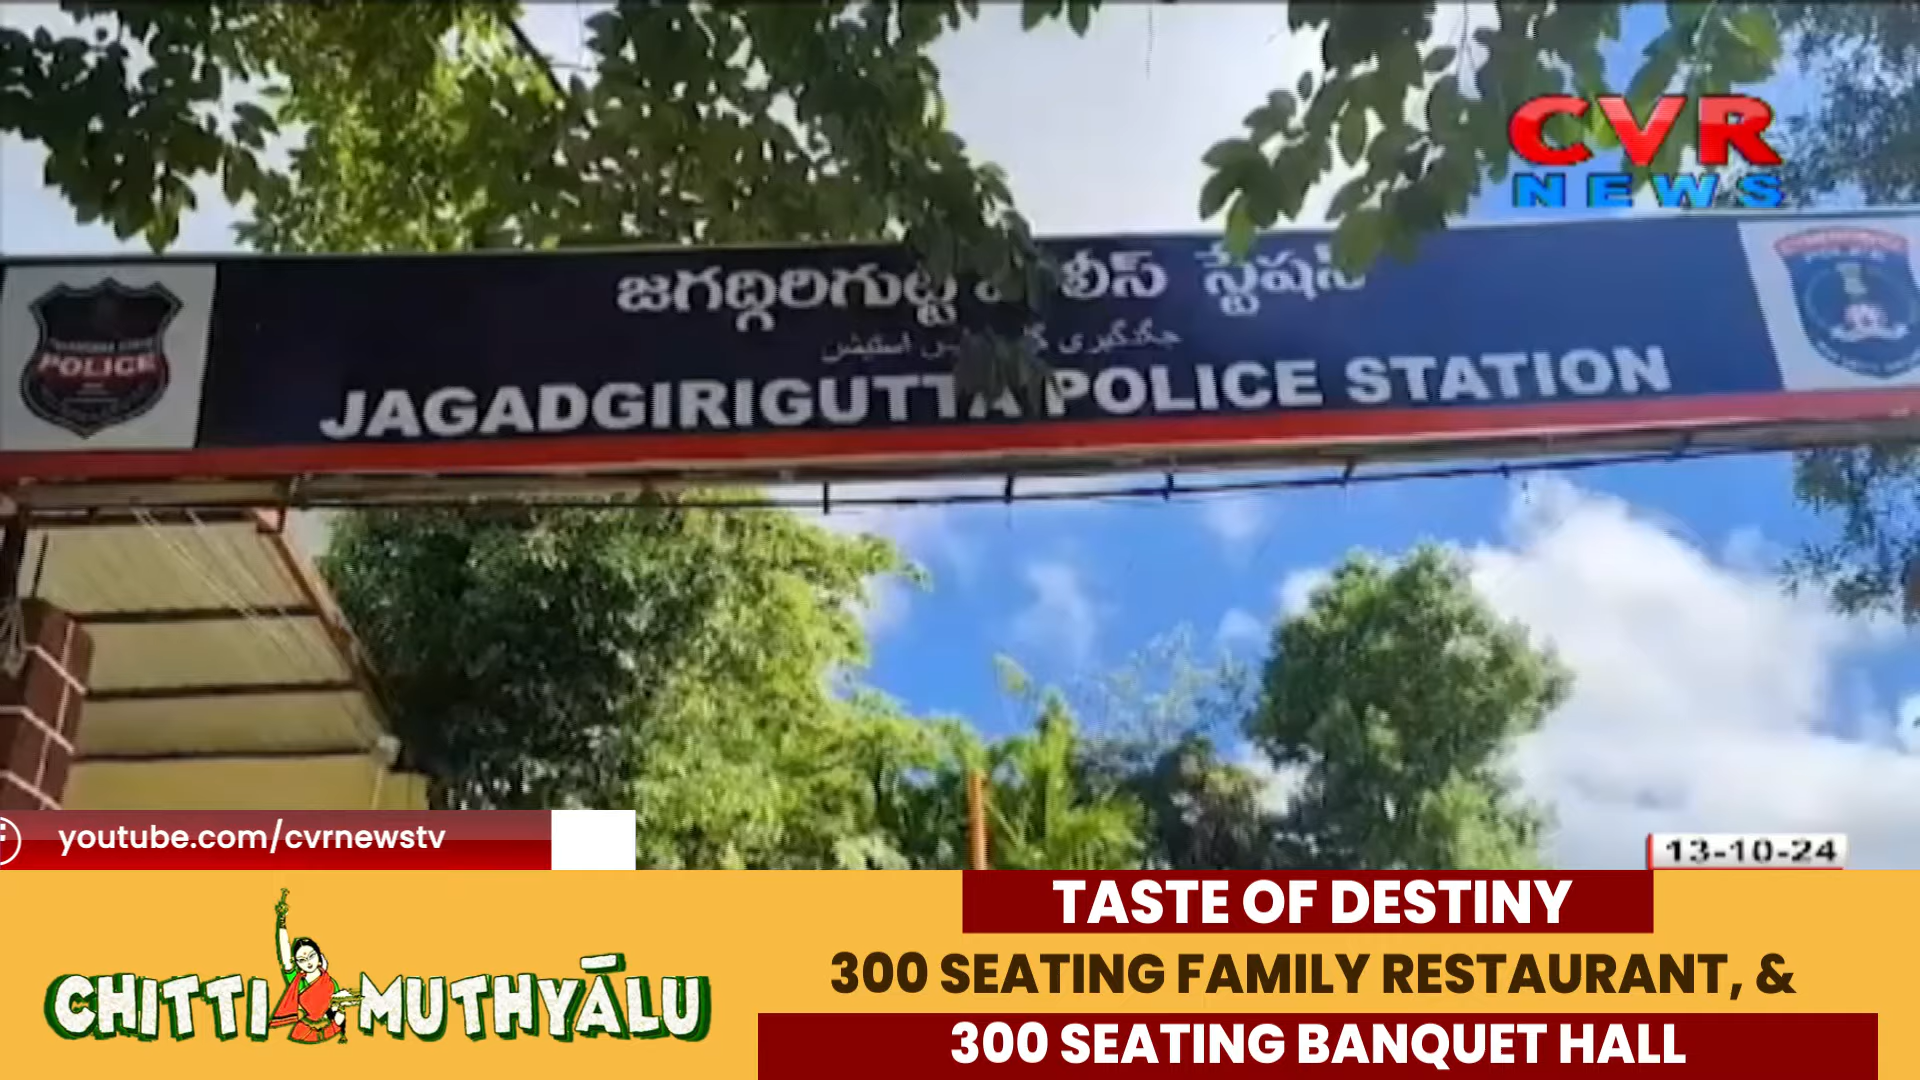 CVR
NEWS
జగద్గిరిగుట్ట స్టేషన్
JAGADGIRIGUTTA POLICE STATION
POLICE
youtube.com/cvrnewstv
13-10-24
CHITTI MUTHYĀLU
TASTE OF DESTINY
300 SEATING FAMILY RESTAURANT, &
300 SEATING BANQUET HALL